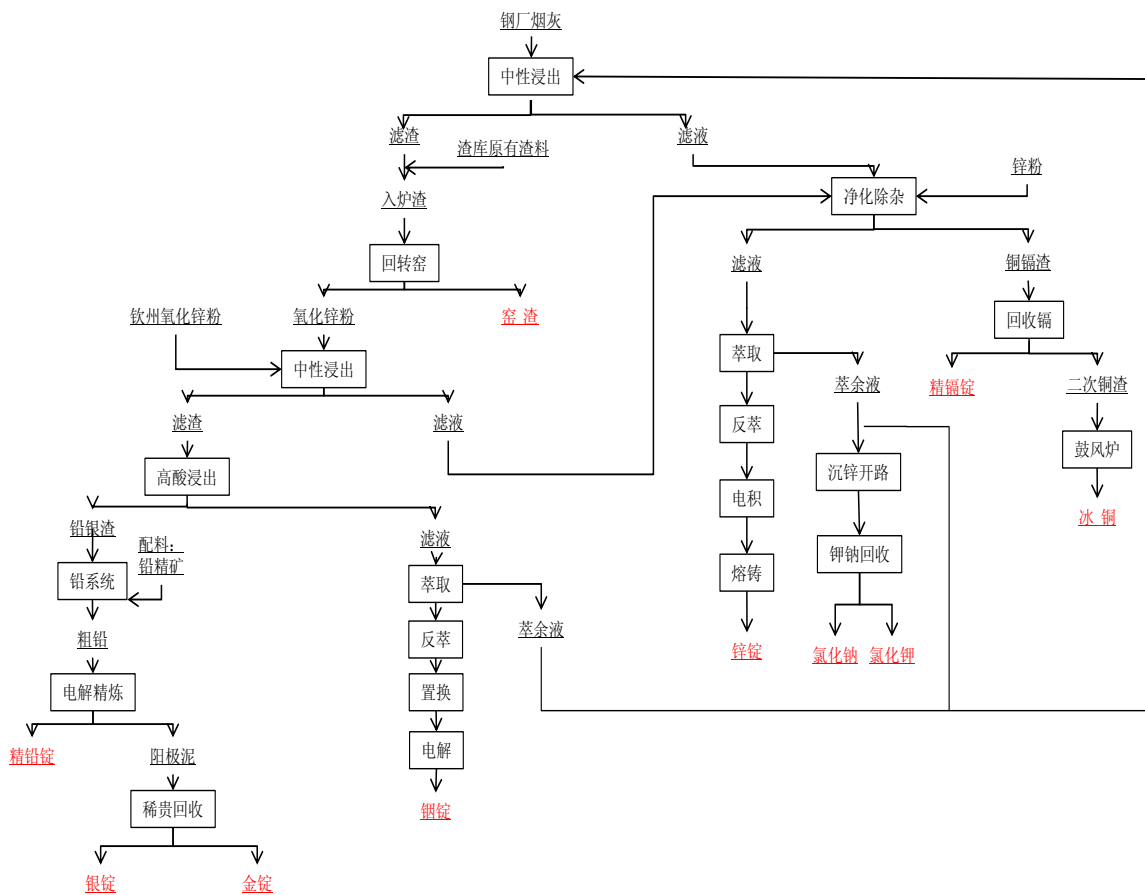 钢厂烟灰
中性浸出
滤渣
滤液
渣库原有渣料
锌粉
入炉渣
净化除杂
回转窑
滤液
铜镉渣
钦州氧化锌粉
氧化锌粉
窑 渣
回收镉
中性浸出
萃取
萃余液
精镉锭
二次铜渣
滤渣
滤液
反萃
鼓风炉
高酸浸出
沉锌开路
电积
冰 铜
铅银渣
配料：
铅精矿
滤液
钾钠回收
铅系统
萃取
熔铸
粗铅
反萃
萃余液
锌锭
氯化钠
氯化钾
电解精炼
置换
精铅锭
阳极泥
电解
稀贵回收
铟锭
银锭
金锭